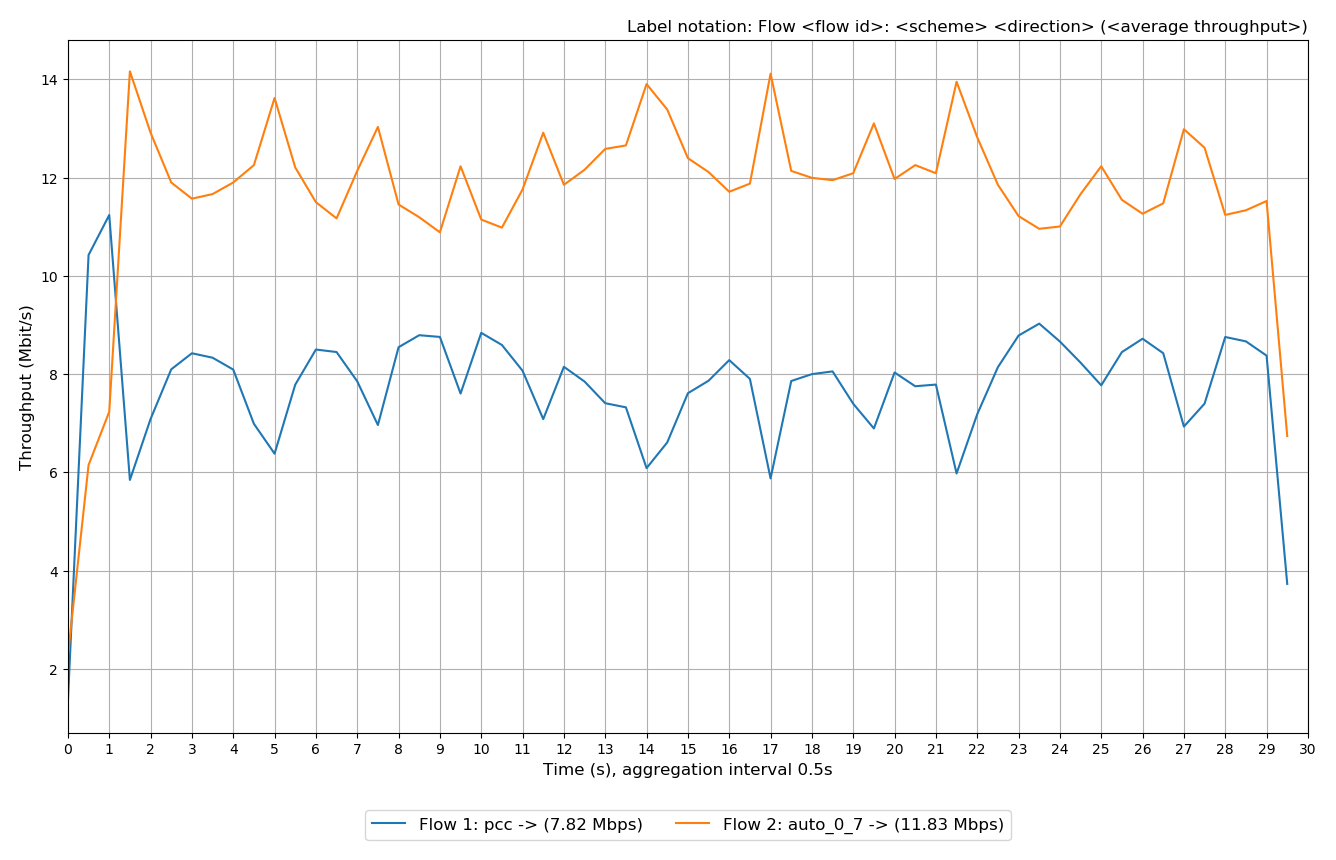 Label notation: Flow <flow id>: <scheme> <direction> (<average throughput>)
Throughput (Mbit/s)
14
12
10
8
6
4
2
0 1 2 3 4 5 6 7 8 9 10 11 12 13 14 15 16 17 18 19 20 21 22 23 24 25 26 27 28 29 30
Time (s), aggregation interval 0.5s
Flow 1: pcc -> (7.82 Mbps) Flow 2: auto_0_7 -> (11.83 Mbps)